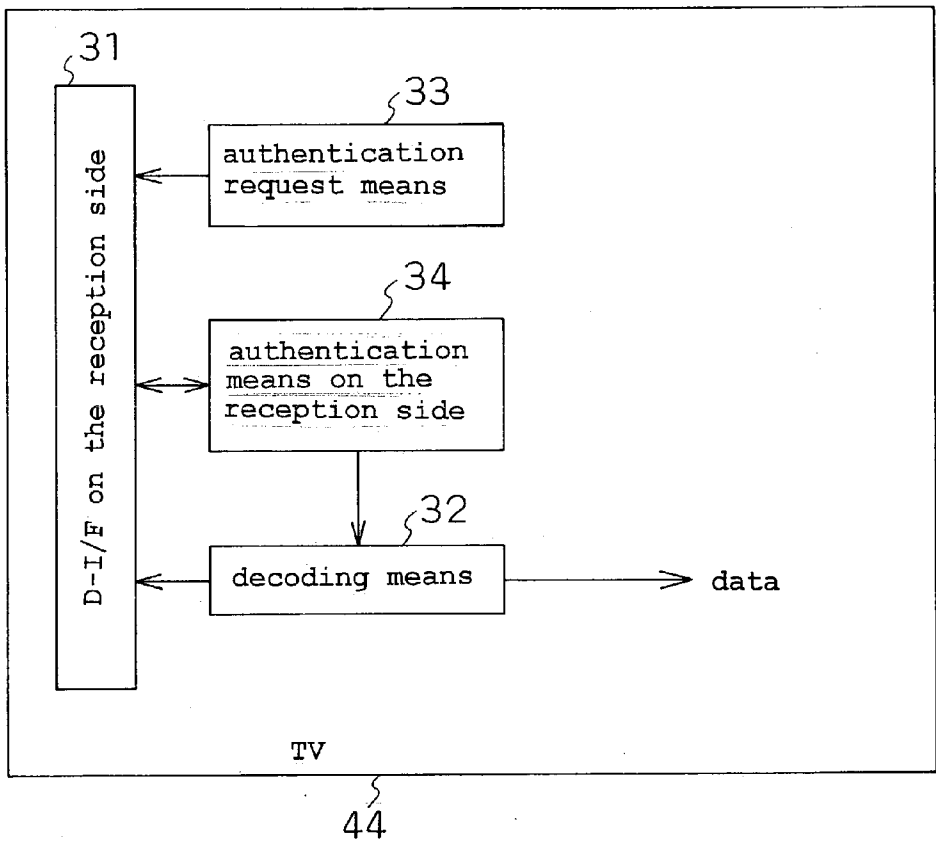 31
33
authentication
request means
D-I/F on the reception side
34
authentication
means on the
reception side
32
decoding means
data
TV
44